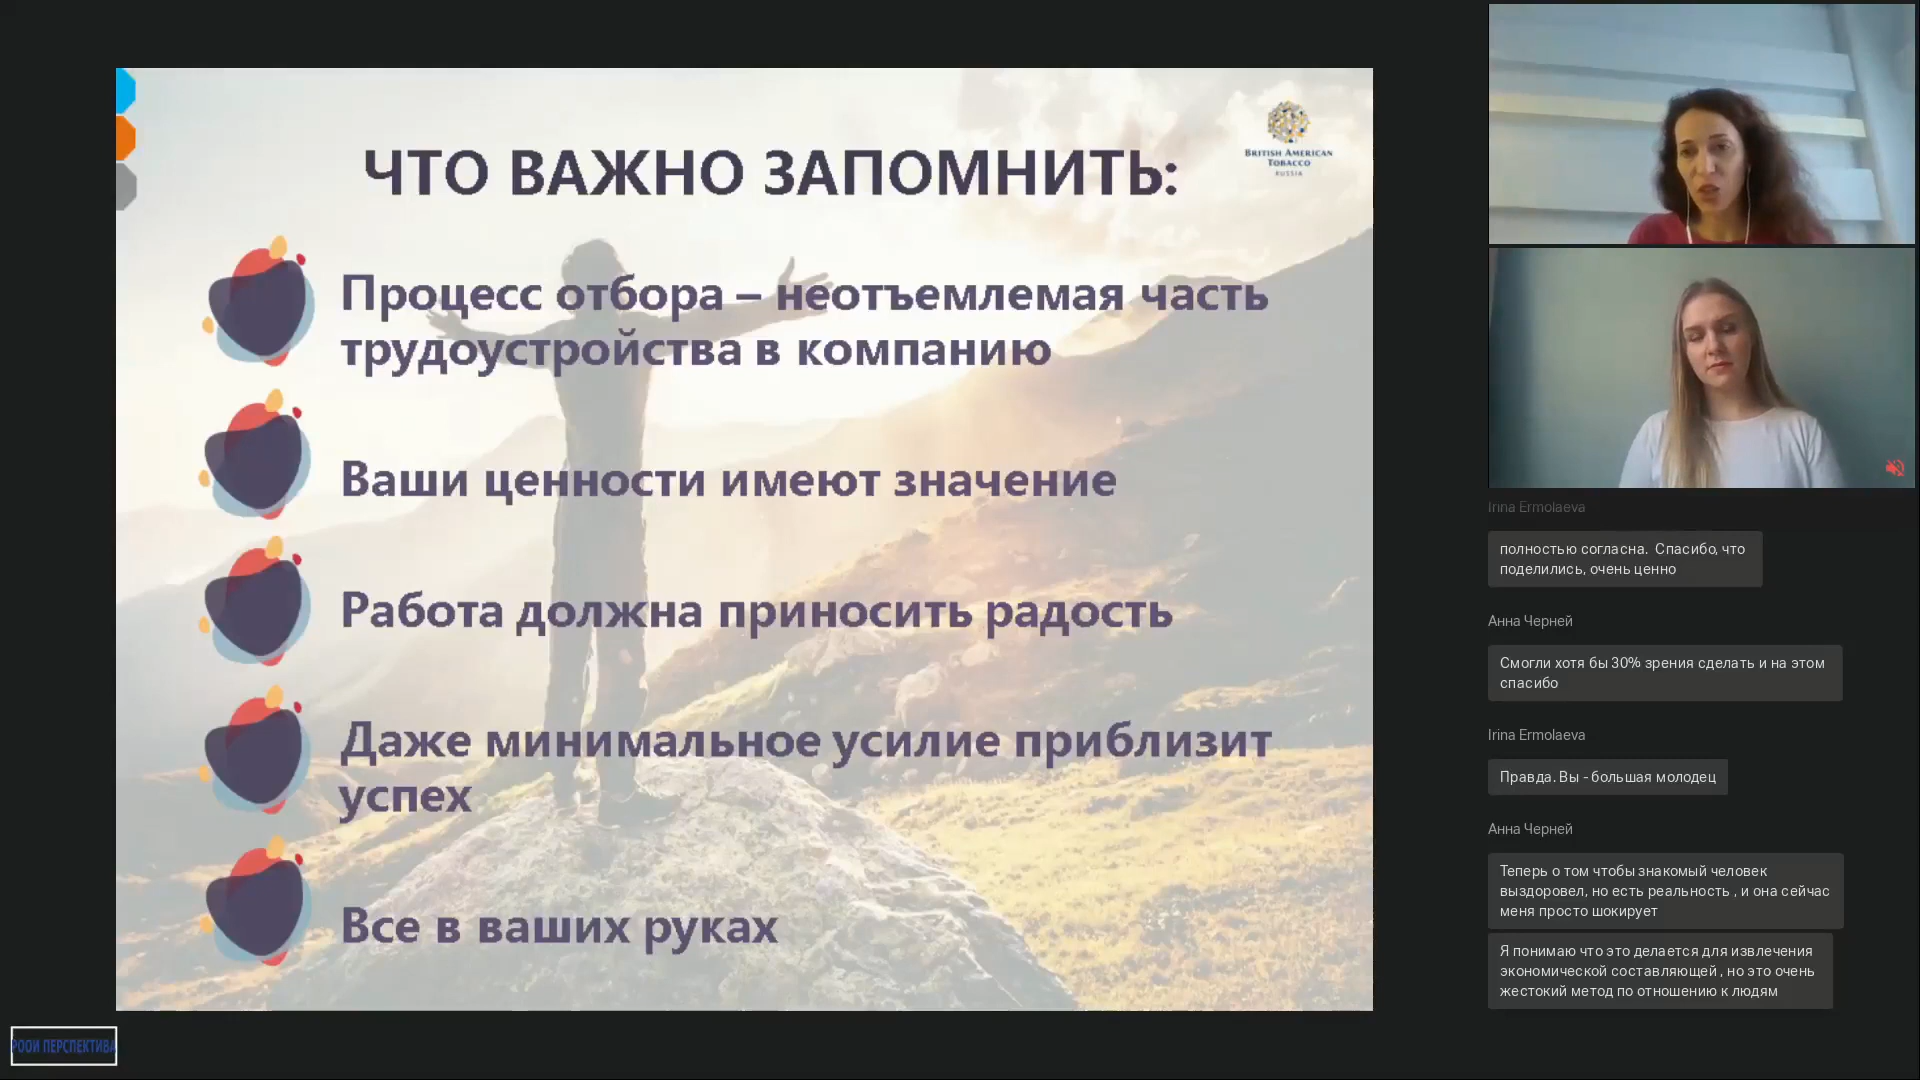 ЧТО ВАЖНО ЗАПОМНИТЬ:
BRITISH AMERICAN
TOBACCO
RUSSIA
Процесс отбора – неотъемлемая часть
трудоустройства в компанию
Ваши ценности имеют значение
Работа должна приносить радость
Даже минимальное усилие приблизит
успех
Все в ваших руках
РООИ ПЕРСПЕКТИВА
Irina Ermolaeva
полностью согласна. Спасибо, что
поделились, очень ценно
Анна Черней
Смогли хотя бы 30% зрения сделать и на этом
спасибо
Irina Ermolaeva
Правда. Вы - большая молодец
Анна Черней
Теперь о том чтобы знакомый человек
выздоровел, но есть реальность , и она сейчас
меня просто шокирует
Я понимаю что это делается для извлечения
экономической составляющей , но это очень
жестокий метод по отношению к людям